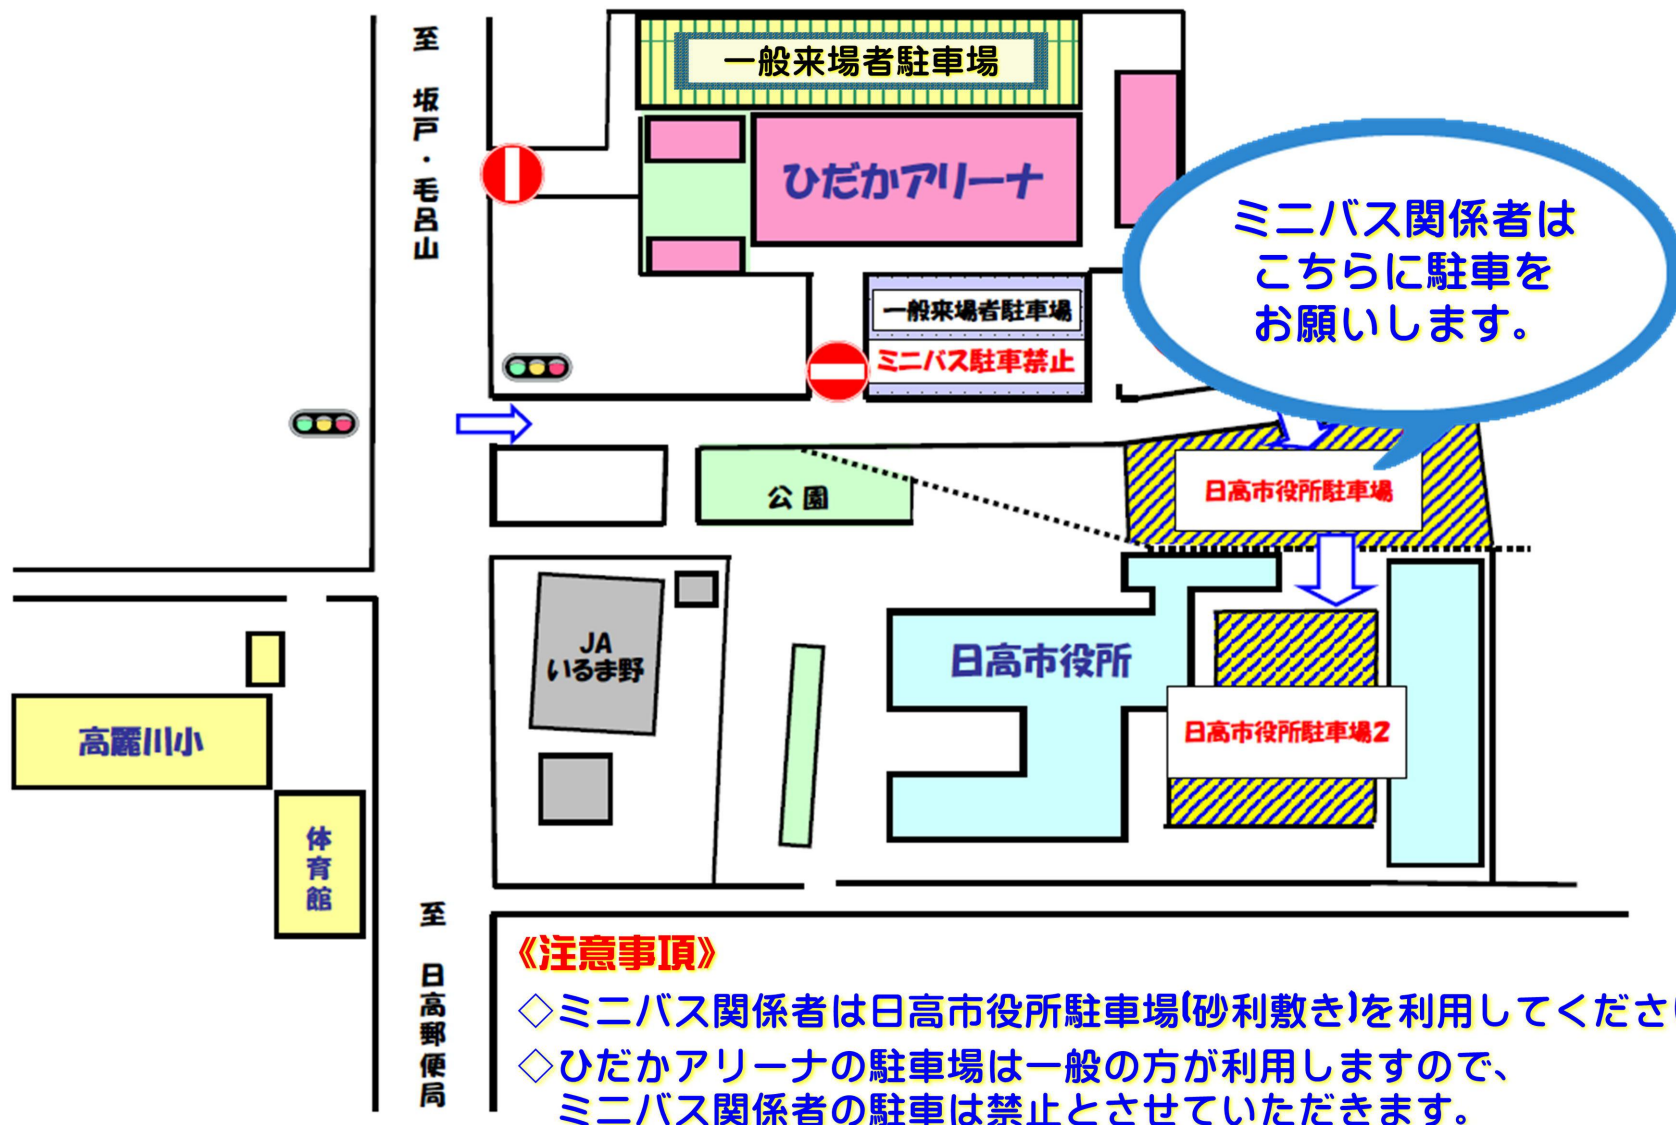 至 坂戸・毛呂山
一般来場者駐車場
ひだかアリーナ
ミニバス関係者は
こちらに駐車を
お願いします。
一般来場者駐車場
ミニバス駐車禁止
公園
日高市役所駐車場
JA
いるま野
日高市役所
日高市役所駐車場2
高麗川小
体育館
至 日高郵便局
《注意事項》
◇ミニバス関係者は日高市役所駐車場(砂利敷き)を利用してください
◇ひだかアリーナの駐車場は一般の方が利用しますので、
ミニバス関係者の駐車は禁止とさせていただきます。